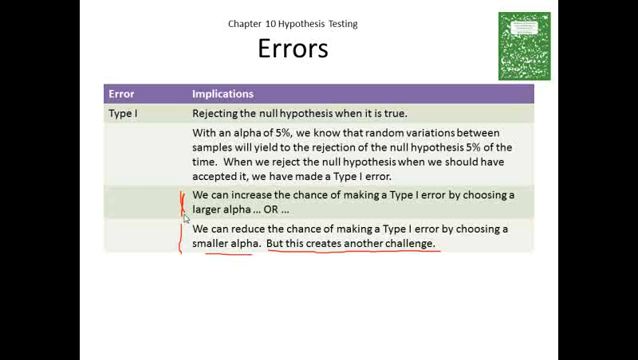 Chapter 10 Hypothesis Testing
Errors
Error Implications
Type I Rejecting the null hypothesis when it is true.
With an alpha of 5%, we know that random variations between
samples will yield to the rejection of the null hypothesis 5% of the
time. When we reject the null hypothesis when we should have
accepted it, we have made a Type I error.
We can increase the chance of making a Type I error by choosing a
larger alpha … OR …
We can reduce the chance of making a Type I error by choosing a
smaller alpha. But this creates another challenge.